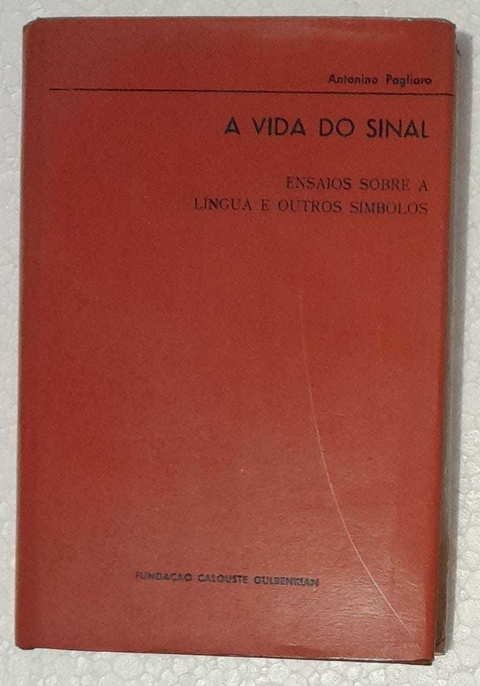 Antonino Pagliaro
A VIDA DO SINAL
ENSAIOS SOBRE A
LÍNGUA E OUTROS SÍMBOLOS
FUNDAÇÃO CALOUSTE GULBENKIAN